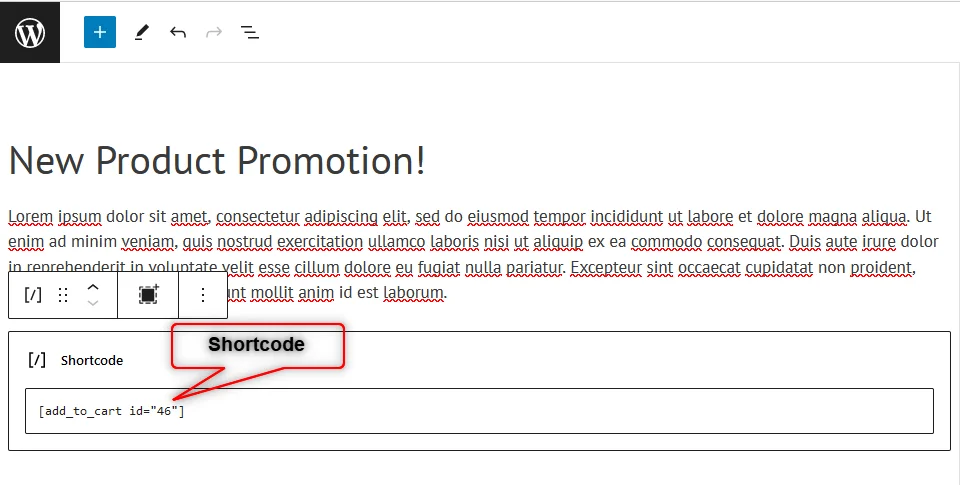 New Product Promotion!
Lorem ipsum dolor sit amet, consectetur adipiscing elit, sed do eiusmod tempor incididunt ut labore et dolore magna aliqua. Ut
enim ad minim veniam, quis nostrud exercitation ullamco laboris nisi ut aliquip ex ea commodo consequat. Duis aute irure dolor
in reprehenderit in voluptate velit esse cillum dolore eu fugiat nulla pariatur. Excepteur sint occaecat cupidatat non proident,
unt mollit anim id est laborum.
[/]
Shortcode
[/] Shortcode
[add_to_cart id="46"]